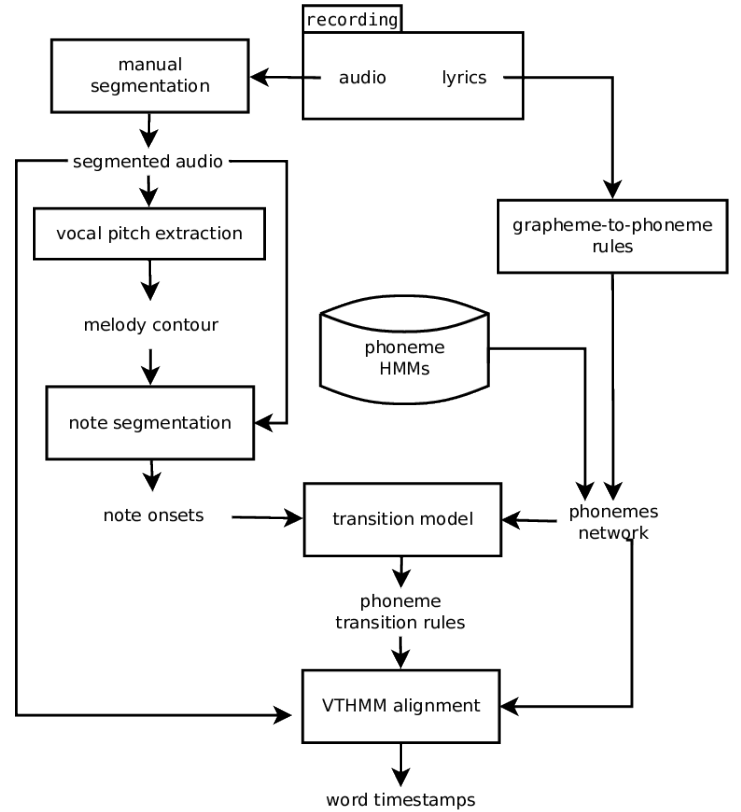 recording
manual
segmentation
audio
lyrics
segmented audio
vocal pitch extraction
grapheme-to-phoneme
rules
melody contour
phoneme
HMMs
note segmentation
note onsets
transition model
phonemes
network
phoneme
transition rules
VTHMM alignment
word timestamps